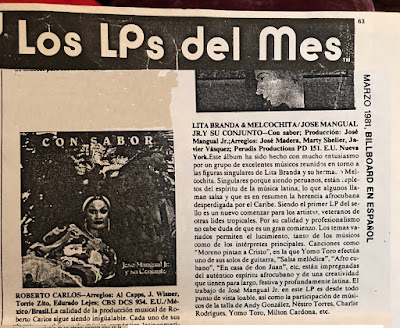 Los LPs del Mes
63
MARZO 1981, BILLBOARD EN ESPAÑOL
CON SABOR
José Mangual Jr.
y su Conjunto
ROBERTO CARLOS—Arreglos: Al Capps, J. Wisner,
Torrie Zito, Eduardo Lejes; CBS DCS 954. EU./Mé-
xico/Brasil.La calidad de la producción musical de Ro-
berto Carlos sigue siendo inigualable. Cada uno de sus
LITA BRANDA & MELCOCHITA/JOSE MANGUAL
JR.Y SU CONJUNTO—Con sabor; Producción: José
Mangual Jr.;Arreglos: José Madera, Marty Sheller, Ja-
vier Vásquez; Perudis Productions PD 151. E.U. Nueva
York.Este álbum ha sido hecho con mucho entusiasmo
por un grupo de excelentes músicos reunidos en torno a
las figuras singulares de Lita Branda y su herma. Me-
cochita. Singulares porque siendo peruanos, están
del espíritu de la música latina, lo que algunos llaman
salsa y que es en resumen la herencia afrocubana
desperdigada por el Caribe. Siendo el primer LP del se-
llo es un nuevo comenzar para los artistas, veteranos de
otras lides tropicales. Por su calidad y profesionalismo
no cabe duda de que es un gran comienzo. Los temas va-
riados permiten el lucimiento, tanto de los músicos
como de los intérpretes principales. Canciones como
"Moreno pintan a Cristo", en la que Yomo Toro efectúa
uno de sus solos de guitarra, "Salsa melódica", "Afro cu-
bano", "En casa de don Juan", etc, están impregnadas
del auténtico espíritu afrocubano y de una creatividad
que tienen para largo, festiva y profundamente latina. El
trabajo de José Mangual Jr. en este LP es desde todo
punto de vista loable, así como la participación de músi-
cos de la talla de Andy González, Néstor Torres, Charlie
Rodríguez, Yomo Toro, Milton Cardona, etc.